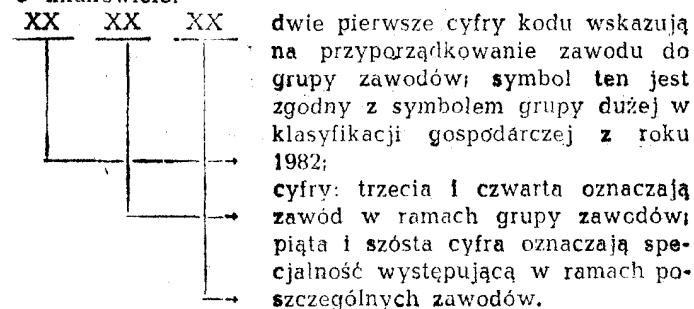 XX XX XX dwie pierwsze cyfry kodu wskazują
na przyporządkowanie zawodu do
grupy zawodów; symbol ten jest
zgodny z symbolem grupy dużej w
klasyfikacji gospodárczej z roku
1982;
cyfry: trzecia i czwarta oznaczają
zawód w ramach grupy zawodów;
piąta i szósta cyfra oznaczają spe-
cjalność występującą w ramach po-
szczególnych zawodów.